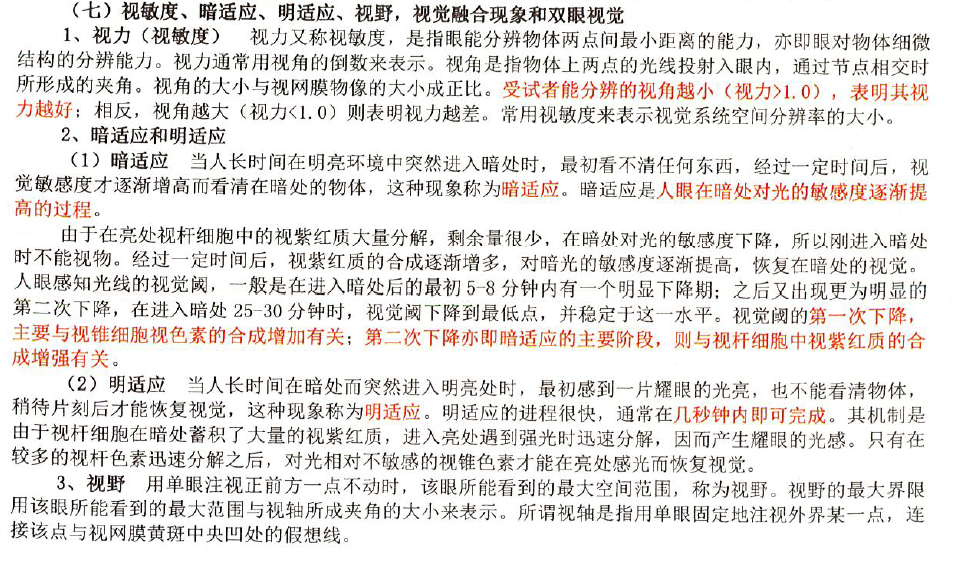 （七）视敏度、暗适应、明适应、视野，视觉融合现象和双眼视觉
1、视力（视敏度） 视力又称视敏度，是指眼能分辨物体两点间最小距离的能力，亦即眼对物体细微
结构的分辨能力。视力通常用视角的倒数来表示。视角是指物体上两点的光线投射入眼内，通过节点相交时
所形成的夹角。视角的大小与视网膜物像的大小成正比。受试者能分辨的视角越小（视力>1.0），表明其视
力越好；相反，视角越大（视力<1.0）则表明视力越差。常用视敏度来表示视觉系统空间分辨率的大小。
2、暗适应和明适应
（1）暗适应 当人长时间在明亮环境中突然进入暗处时，最初看不清任何东西，经过一定时间后，视
觉敏感度才逐渐增高而看清在暗处的物体，这种现象称为暗适应。暗适应是人眼在暗处对光的敏感度逐渐提
高的过程。
由于在亮处视杆细胞中的视紫红质大量分解，剩余量很少，在暗处对光的敏感度下降，所以刚进入暗处
时不能视物。经过一定时间后，视紫红质的合成逐渐增多，对暗光的敏感度逐渐提高，恢复在暗处的视觉。
人眼感知光线的视觉阈，一般是在进入暗处后的最初 5-8 分钟内有一个明显下降期；之后又出现更为明显的
第二次下降，在进入暗处 25-30 分钟时，视觉阈下降到最低点，并稳定于这一水平。视觉阈的第一次下降，
主要与视锥细胞视色素的合成增加有关；第二次下降亦即暗适应的主要阶段，则与视杆细胞中视紫红质的合
成增强有关。
（2）明适应 当人长时间在暗处而突然进入明亮处时，最初感到一片耀眼的光亮，也不能看清物体，
稍待片刻后才能恢复视觉，这种现象称为明适应。明适应的进程很快，通常在几秒钟内即可完成。其机制是
由于视杆细胞在暗处蓄积了大量的视紫红质，进入亮处遇到强光时迅速分解，因而产生耀眼的光感。只有在
较多的视杆色素迅速分解之后，对光相对不敏感的视锥色素才能在亮处感光而恢复视觉。
3、视野 用单眼注视正前方一点不动时，该眼所能看到的最大空间范围，称为视野。视野的最大界限
用该眼所能看到的最大范围与视轴所成夹角的大小来表示。所谓视轴是指用单眼固定地注视外界某一点，连
接该点与视网膜黄斑中央凹处的假想线。